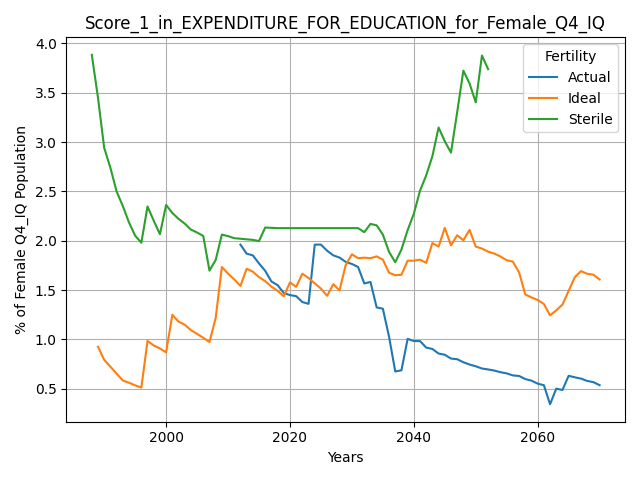 Score_1_in_EXPENDITURE_FOR_EDUCATION_for_Female_Q4_IQ
Fertility
Actual
Ideal
Sterile
% of Female Q4_IQ Population
4.0
3.5
3.0
2.5
2.0
1.5
1.0
0.5
2000
2020
2040
2060
Years